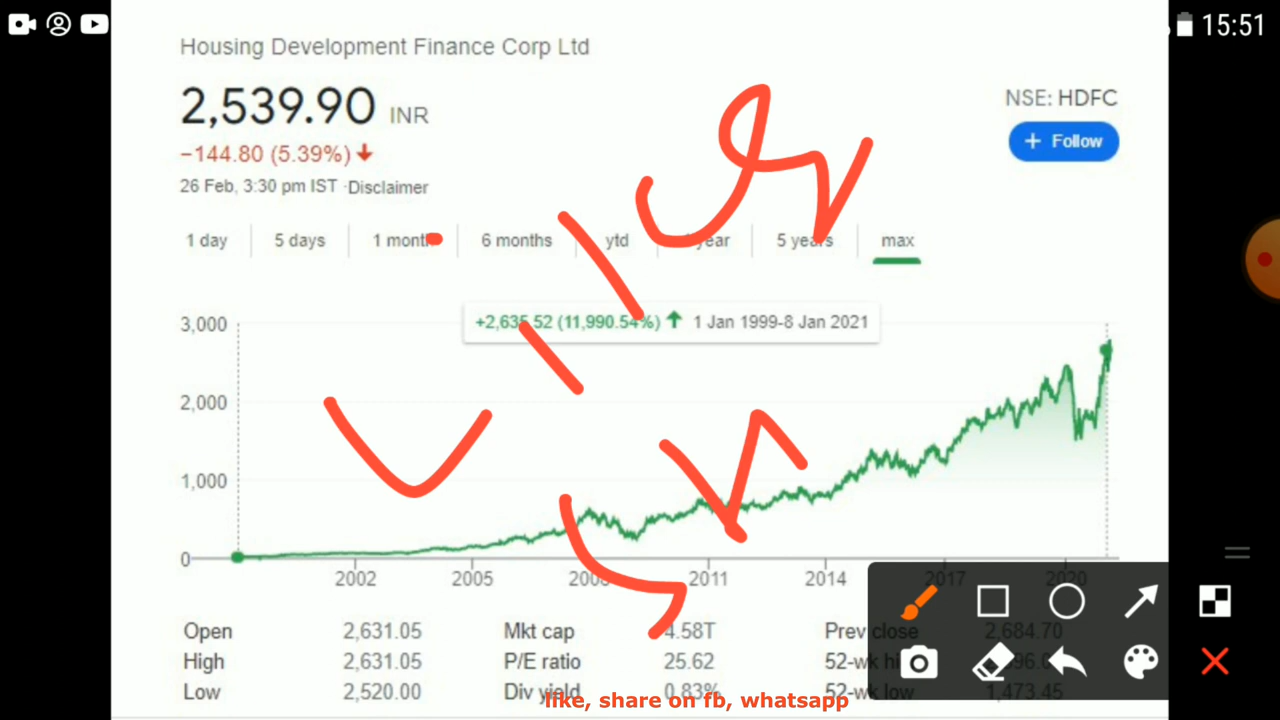 15:51
Housing Development Finance Corp Ltd
2,539.90 INR
NSE: HDFC
−144.80 (5.39%)
+ Follow
26 Feb, 3:30 pm IST ·Disclaimer
1 day 5 days 1 month 6 months ytd year 5 years max
+2,635.52 (11,990.54%) 1 Jan 1999-8 Jan 2021
3,000
2,000
1,000
0
2002 2005 2008 2011 2014 2017 2020
Open 2,631.05 Mkt cap 4.58T Prev close 2,684.70
High 2,631.05 P/E ratio 25.62 52-wk
Low 2,520.00 Div yield 0.83% 52-wk low 1,473.45
like, share on fb, whatsapp